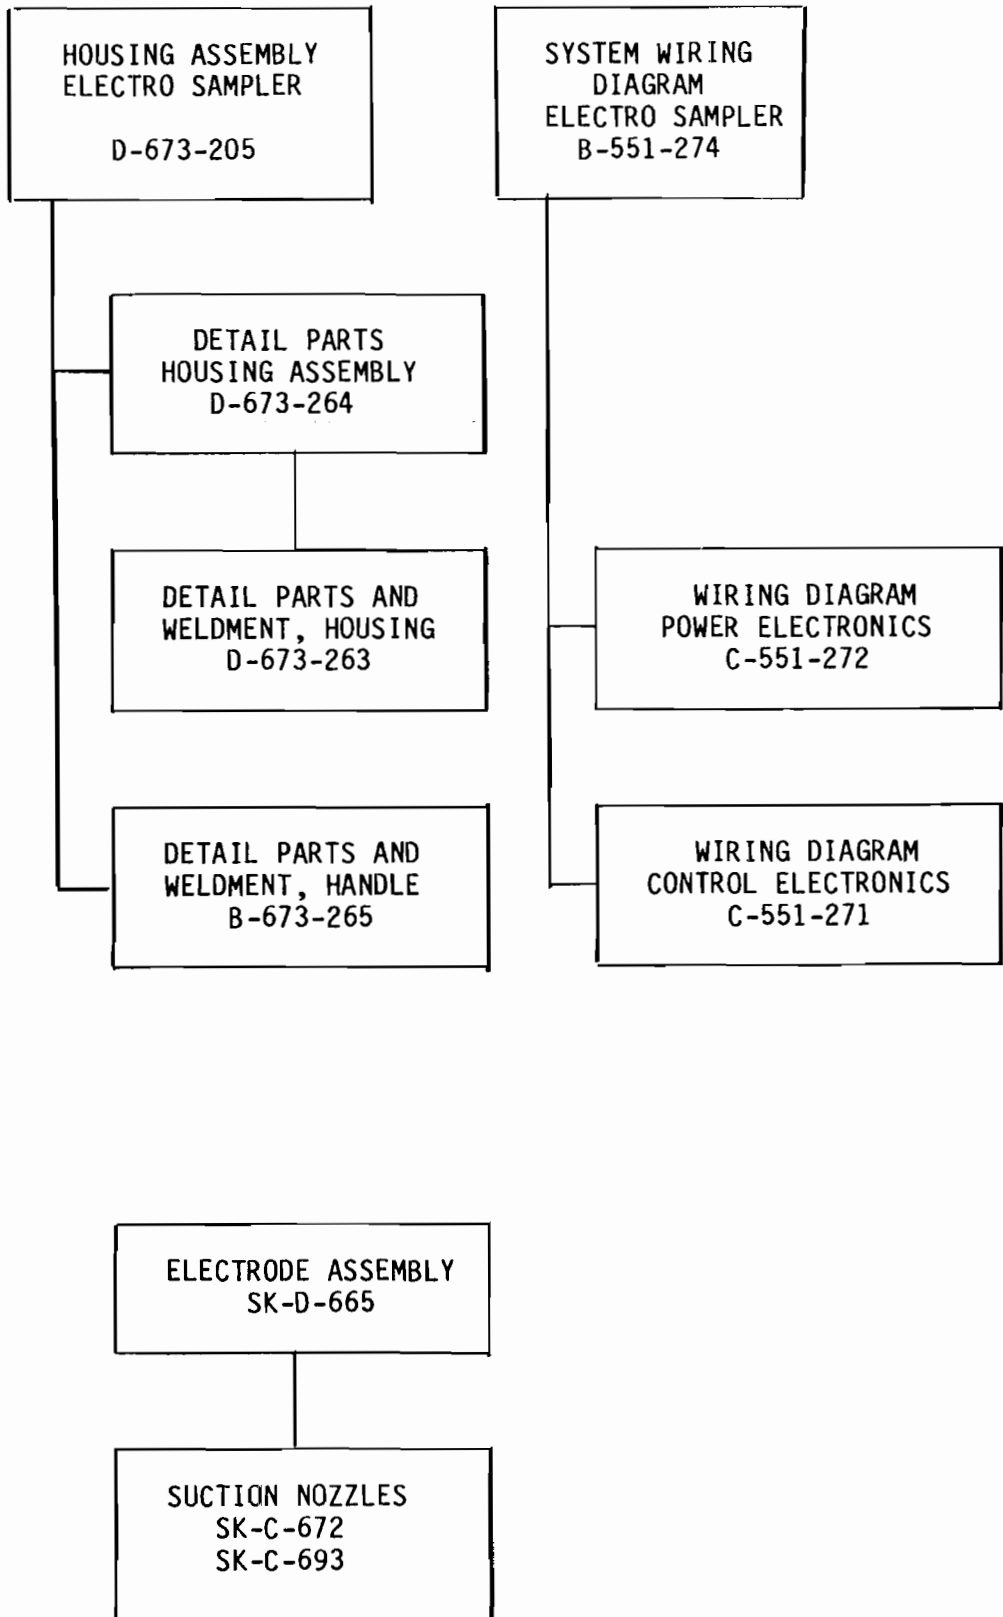 HOUSING ASSEMBLY
ELECTRO SAMPLER
D-673-205
SYSTEM WIRING
DIAGRAM
ELECTRO SAMPLER
B-551-274
DETAIL PARTS
HOUSING ASSEMBLY
D-673-264
DETAIL PARTS AND
WELDMENT, HOUSING
D-673-263
WIRING DIAGRAM
POWER ELECTRONICS
C-551-272
DETAIL PARTS AND
WELDMENT, HANDLE
B-673-265
WIRING DIAGRAM
CONTROL ELECTRONICS
C-551-271
ELECTRODE ASSEMBLY
SK-D-665
SUCTION NOZZLES
SK-C-672
SK-C-693